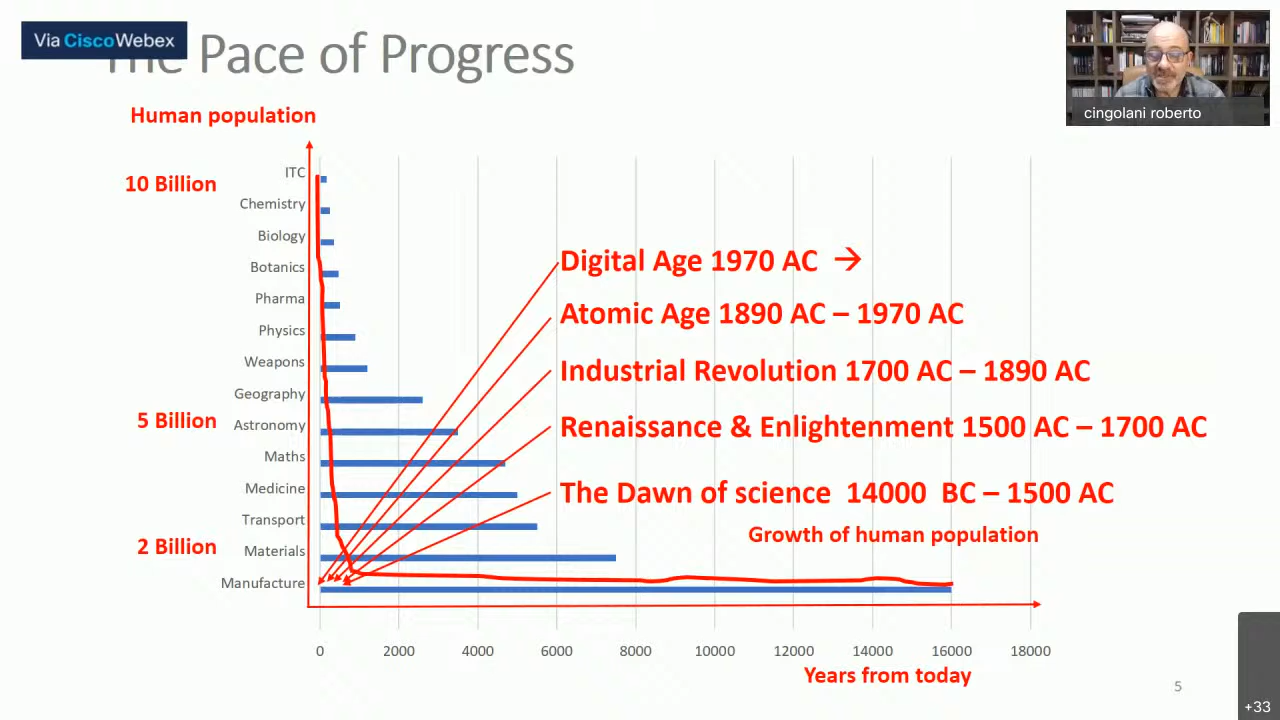 Via Cisco Webex
The Pace of Progress
cingolani roberto
Human population
10 Billion
5 Billion
2 Billion
ITC
Chemistry
Biology
Botanics
Pharma
Physics
Weapons
Geography
Astronomy
Maths
Medicine
Transport
Materials
Manufacture
Digital Age 1970 AC →
Atomic Age 1890 AC – 1970 AC
Industrial Revolution 1700 AC – 1890 AC
Renaissance & Enlightenment 1500 AC – 1700 AC
The Dawn of science 14000 BC – 1500 AC
Growth of human population
0 2000 4000 6000 8000 10000 12000 14000 16000 18000
Years from today
5
+33